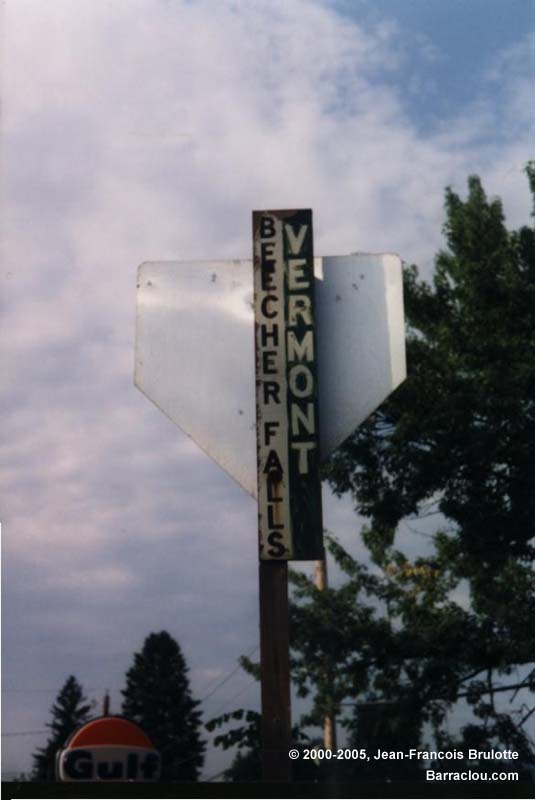 BEECHER FALLS
VERMONT
Gulf
© 2000-2005, Jean-Francois Brulotte
Barraclou.com